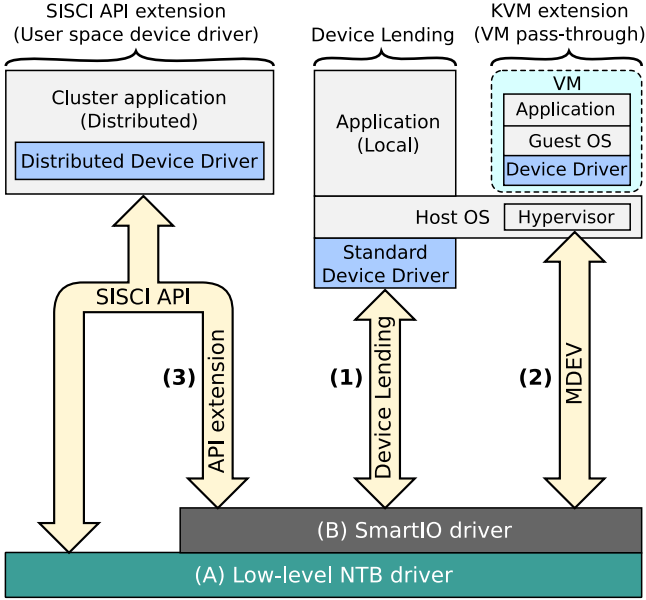 SISCI API extension
(User space device driver)
Device Lending
KVM extension
(VM pass-through)
Cluster application
(Distributed)
Distributed Device Driver
Application
(Local)
VM
Application
Guest OS
Device Driver
Host OS
Hypervisor
Standard
Device Driver
SISCI API
(3)
API extension
(1)
Device Lending
(2)
MDEV
(B) SmartIO driver
(A) Low-level NTB driver